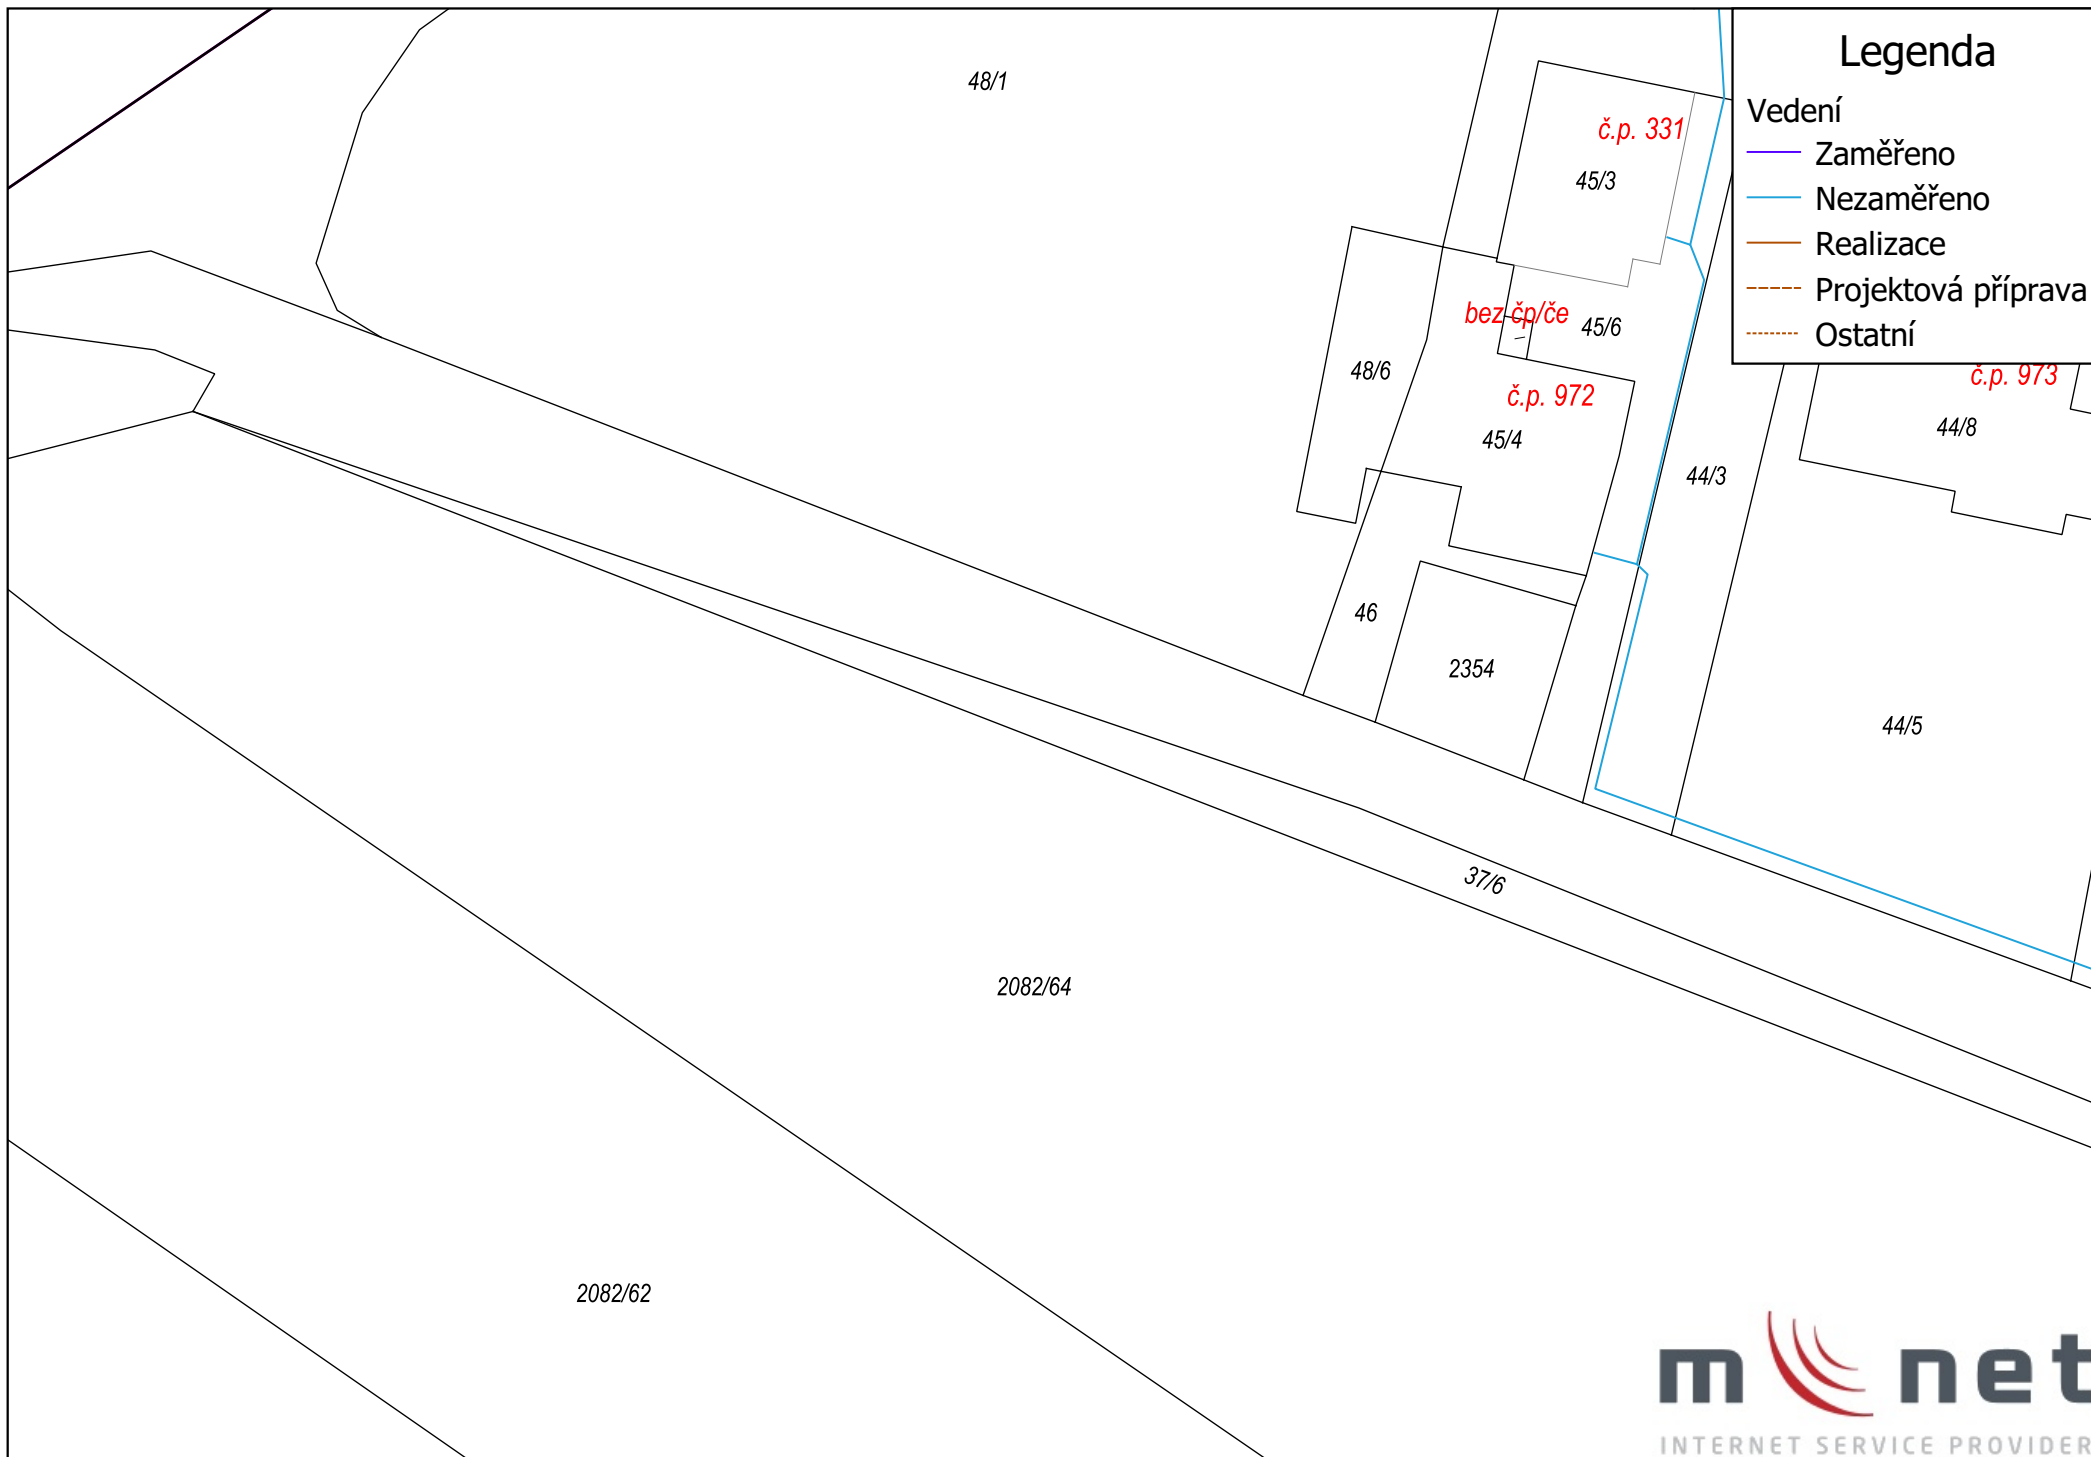 Legenda
Vedení
Zaměřeno
Nezaměřeno
Realizace
Projektová příprava
Ostatní
48/1
č.p. 331
45/3
bez čp/če
45/6
48/6
č.p. 972
č.p. 973
45/4
44/8
44/3
46
2354
44/5
37/6
2082/64
2082/62
m net
INTERNET SERVICE PROVIDER